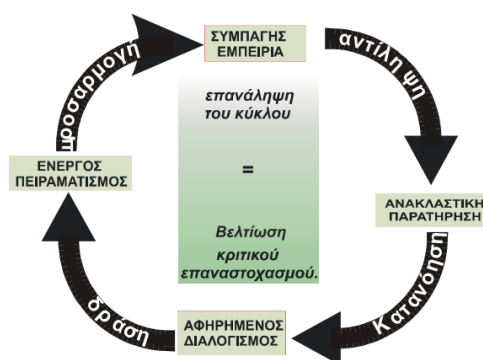 ΣΥΜΠΑΓΗΣ
ΕΜΠΕΙΡΙΑ
αντίληψη
ΑΝΑΚΛΑΣΤΙΚΗ
ΠΑΡΑΤΗΡΗΣΗ
Κατανόηση
ΑΦΗΡΗΜΕΝΟΣ
ΔΙΑΛΟΓΙΣΜΟΣ
δράση
ΕΝΕΡΓΟΣ
ΠΕΙΡΑΜΑΤΙΣΜΟΣ
προσαρμογή
επανάληψη
του κύκλου
=
Βελτίωση
κριτικού
επαναστοχασμού.